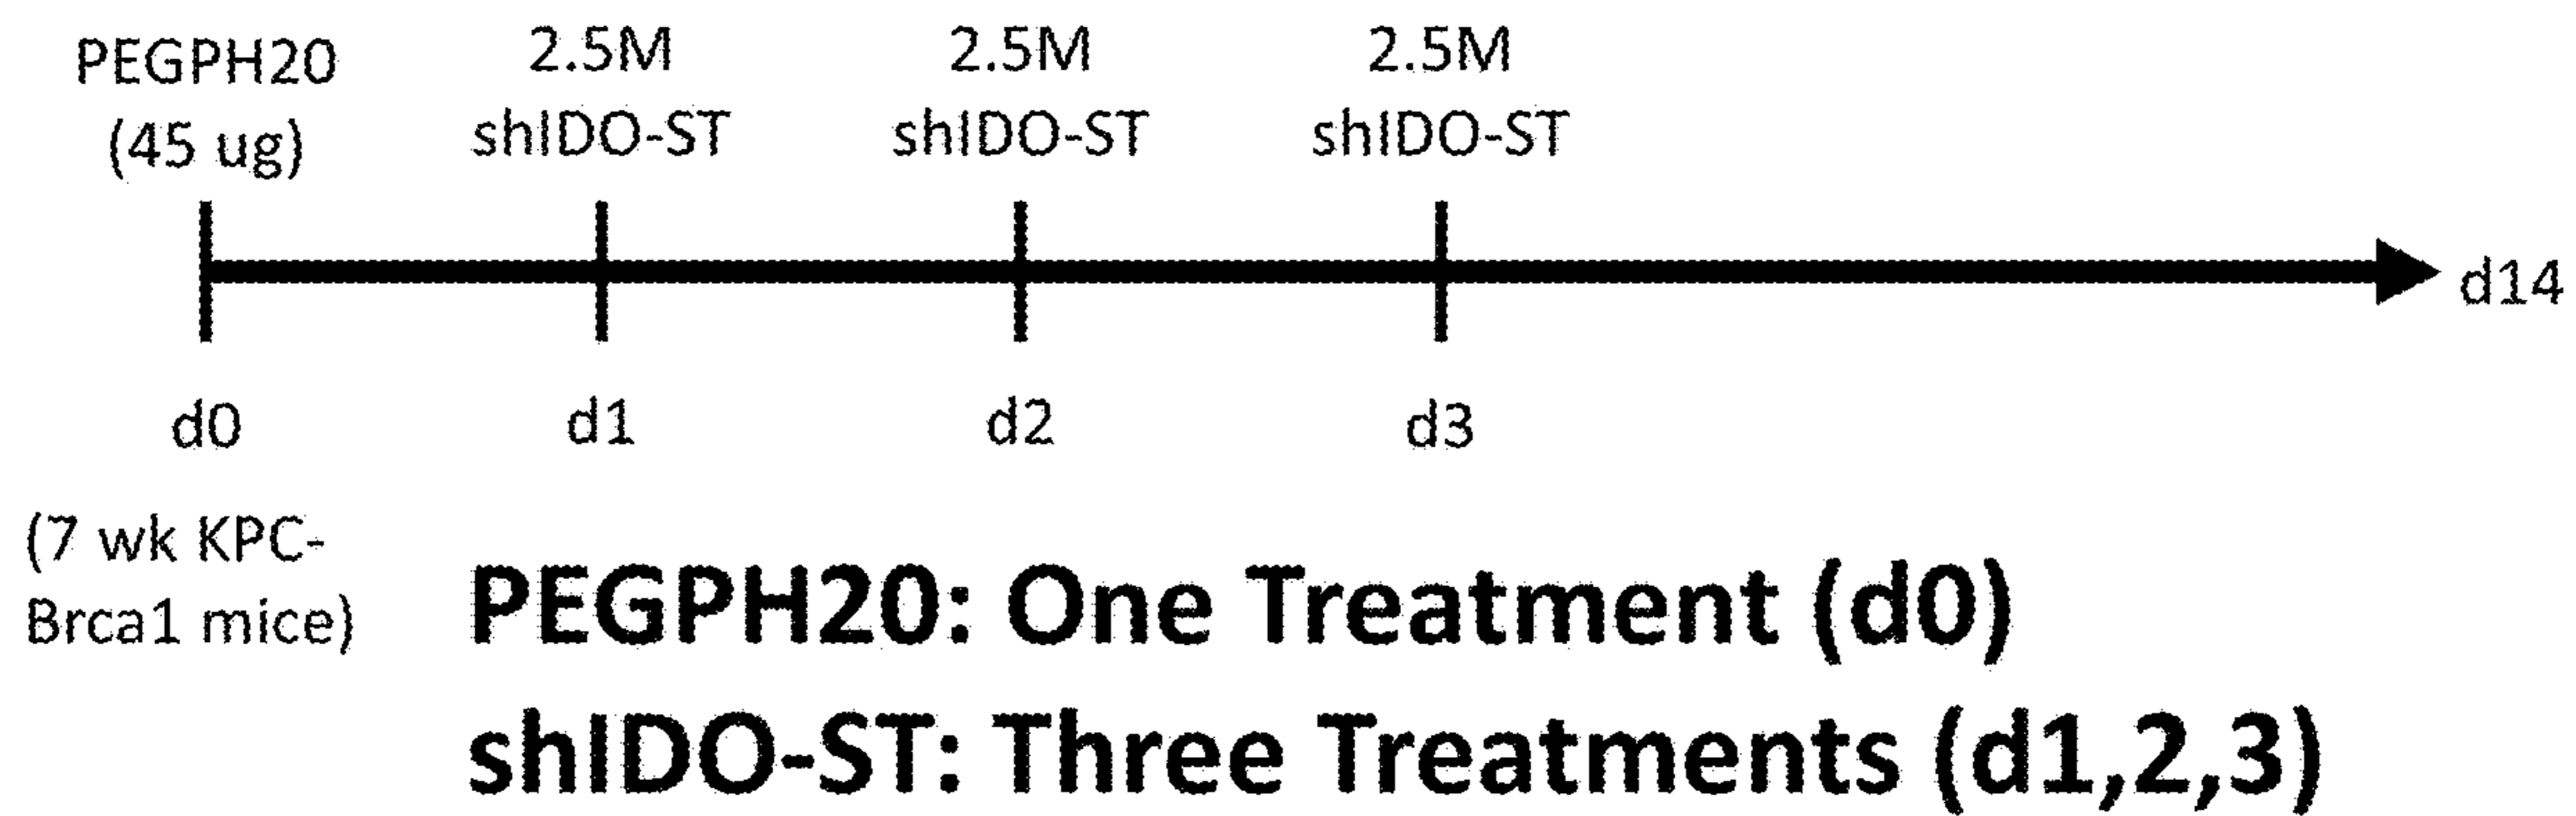 PEGPH20
(45 ug)
2.5M
shIDO-ST
2.5M
shIDO-ST
2.5M
shIDO-ST
d14
d0
d1
d2
d3
(7 wk KPC-
Brca1 mice)
PEGPH20: One Treatment (d0)
shIDO-ST: Three Treatments (d1,2,3)